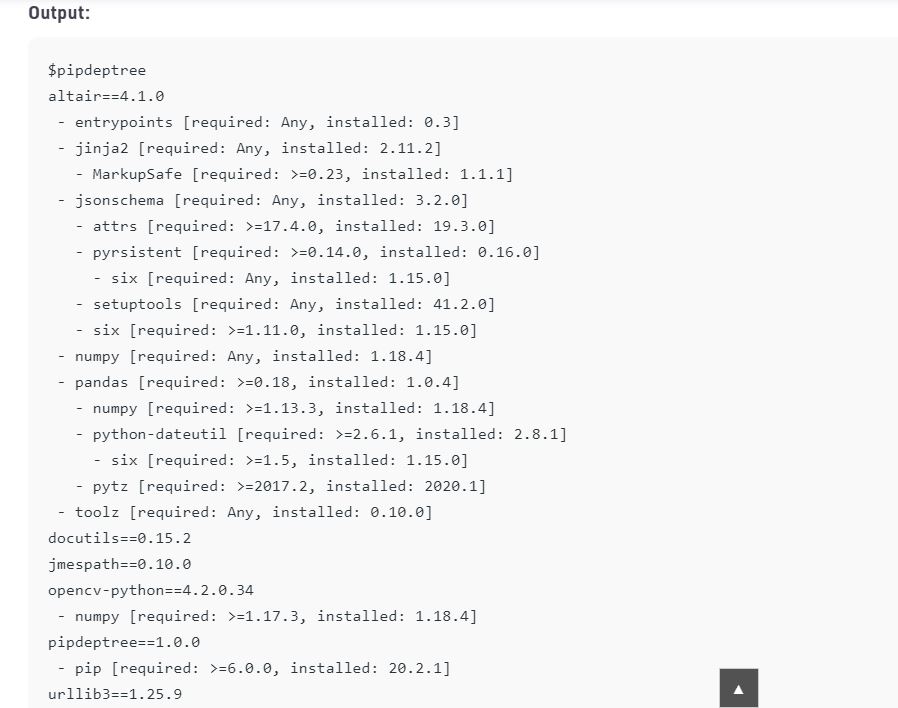 Output:
$pipdeptree
altair==4.1.0
- entrypoints [required: Any, installed: 0.3]
- jinja2 [required: Any, installed: 2.11.2]
- MarkupSafe [required: >=0.23, installed: 1.1.1]
- jsonschema [required: Any, installed: 3.2.0]
- attrs [required: >=17.4.0, installed: 19.3.0]
- pyrsistent [required: >=0.14.0, installed: 0.16.0]
- six [required: Any, installed: 1.15.0]
- setuptools [required: Any, installed: 41.2.0]
- six [required: >=1.11.0, installed: 1.15.0]
- numpy [required: Any, installed: 1.18.4]
- pandas [required: >=0.18, installed: 1.0.4]
- numpy [required: >=1.13.3, installed: 1.18.4]
- python-dateutil [required: >=2.6.1, installed: 2.8.1]
- six [required: >=1.5, installed: 1.15.0]
- pytz [required: >=2017.2, installed: 2020.1]
- toolz [required: Any, installed: 0.10.0]
docutils==0.15.2
jmespath==0.10.0
opencv-python==4.2.0.34
- numpy [required: >=1.17.3, installed: 1.18.4]
pipdeptree==1.0.0
- pip [required: >=6.0.0, installed: 20.2.1]
urllib3==1.25.9